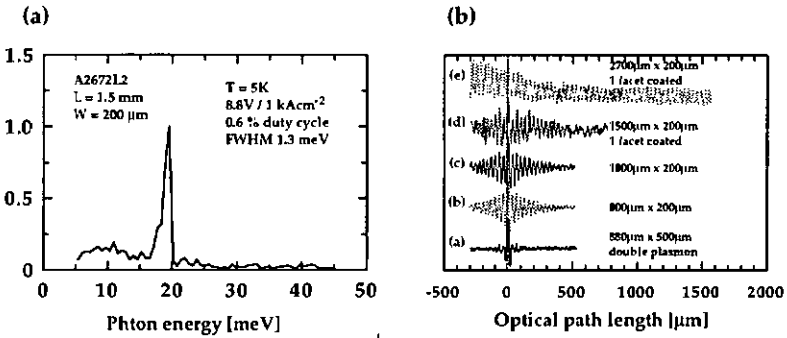 (a)
1.5
1.0
0.5
0
0
10
20
30
40
50
A2672L2
L = 1.5 mm
W = 200 µm
T = 5K
8.8V / 1 kAcm⁻²
0.6 % duty cycle
FWHM 1.3 meV
Phton energy [meV]
(b)
(e)
2700µm x 200µm
1 facet coated
(d)
1500µm x 200µm
1 facet coated
(c)
1800µm x 200µm
(b)
800µm x 200µm
(a)
880µm x 500µm
double plasmon
-500
0
500
1000
1500
2000
Optical path length [µm]